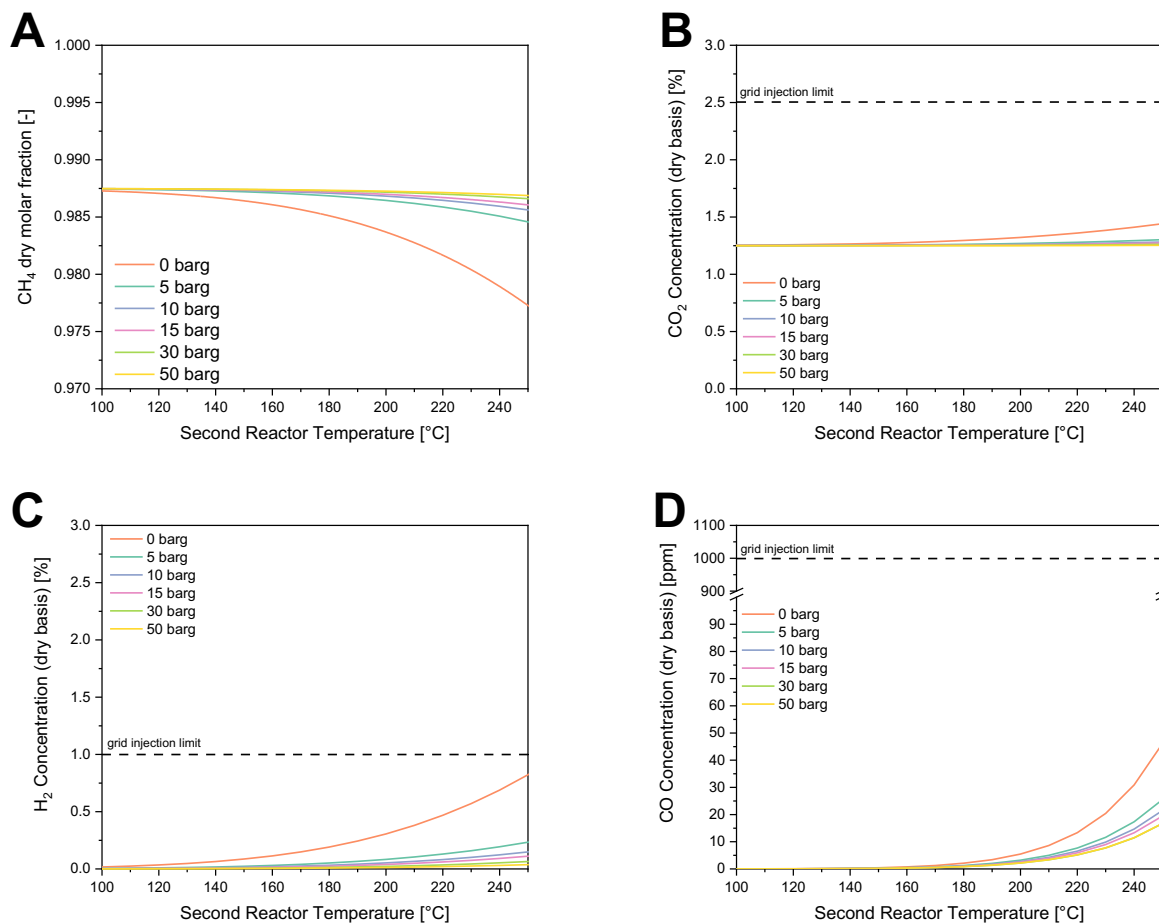 A
CH4 dry molar fraction [-]
1.000
0.995
0.990
0.985
0.980
0.975
0.970
0 barg
5 barg
10 barg
15 barg
30 barg
50 barg
100 120 140 160 180 200 220 240
Second Reactor Temperature [°C]
B
CO2 Concentration (dry basis) [%]
3.0
2.5
2.0
1.5
1.0
0.5
0.0
grid injection limit
0 barg
5 barg
10 barg
15 barg
30 barg
50 barg
100 120 140 160 180 200 220 240
Second Reactor Temperature [°C]
C
H2 Concentration (dry basis) [%]
3.0
2.5
2.0
1.5
1.0
0.5
0.0
0 barg
5 barg
10 barg
15 barg
30 barg
50 barg
grid injection limit
100 120 140 160 180 200 220 240
Second Reactor Temperature [°C]
D
CO Concentration (dry basis) [ppm]
1100
1000
900
90
80
70
60
50
40
30
20
10
0
grid injection limit
0 barg
5 barg
10 barg
15 barg
30 barg
50 barg
100 120 140 160 180 200 220 240
Second Reactor Temperature [°C]